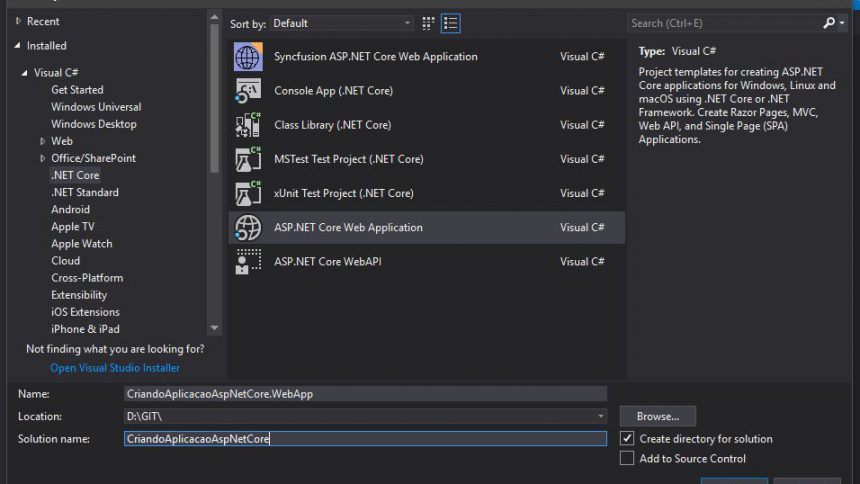 Recent
Installed
Visual C#
Get Started
Windows Universal
Windows Desktop
Web
Office/SharePoint
.NET Core
.NET Standard
Android
Apple TV
Apple Watch
Cloud
Cross-Platform
Extensibility
iOS Extensions
iPhone & iPad
Not finding what you are looking for?
Open Visual Studio Installer
Sort by: Default
Syncfusion ASP.NET Core Web Application Visual C#
Console App (.NET Core) Visual C#
Class Library (.NET Core) Visual C#
MSTest Test Project (.NET Core) Visual C#
xUnit Test Project (.NET Core) Visual C#
ASP.NET Core Web Application Visual C#
ASP.NET Core WebAPI Visual C#
Search (Ctrl+E)
Type: Visual C#
Project templates for creating ASP.NET
Core applications for Windows, Linux and
macOS using .NET Core or .NET
Framework. Create Razor Pages, MVC,
Web API, and Single Page (SPA)
Applications.
Name: CriandoAplicacaoAspNetCore.WebApp
Location: D:\GIT\ Browse...
Solution name: CriandoAplicacaoAspNetCore
Create directory for solution
Add to Source Control